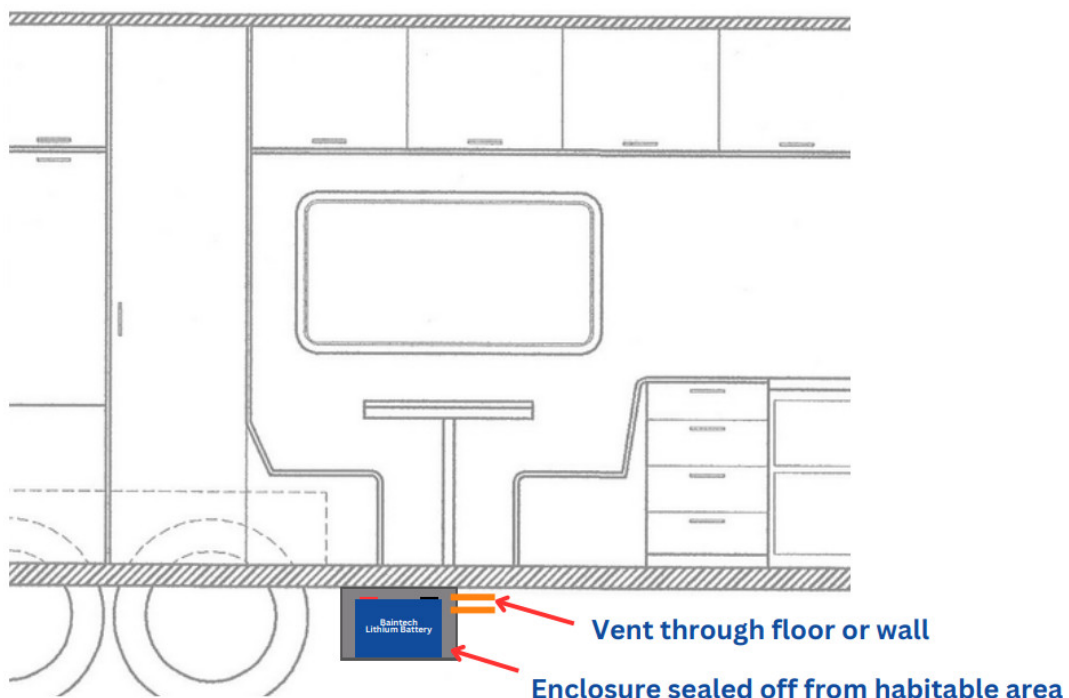 Baintech
Lithium Battery
Vent through floor or wall
Enclosure sealed off from habitable area